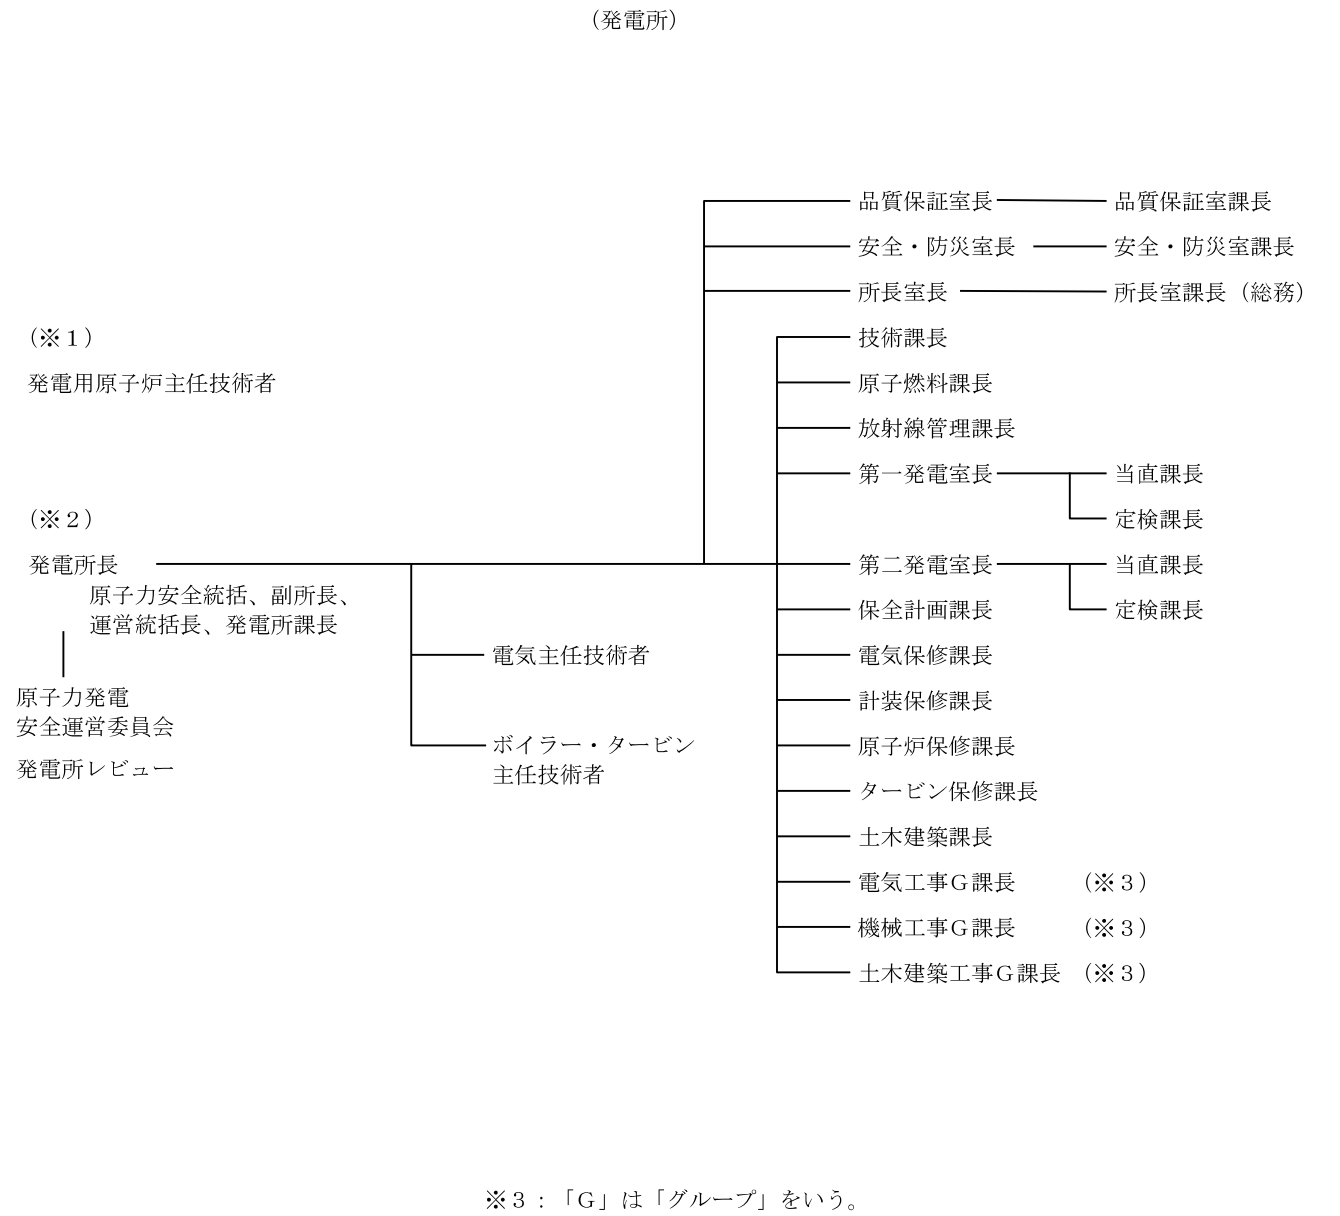 （発電所）
品質保証室長 品質保証室課長
安全・防災室長 安全・防災室課長
所長室長 所長室課長（総務）
（※１） 技術課長
発電用原子炉主任技術者 原子燃料課長
放射線管理課長
第一発電室長 当直課長
（※２） 定検課長
発電所長 第二発電室長 当直課長
原子力安全統括、副所長、
運営統括長、発電所課長
保全計画課長 定検課長
電気主任技術者 電気保修課長
原子力発電
安全運営委員会
計装保修課長
ボイラー・タービン
主任技術者
原子炉保修課長
発電所レビュー
タービン保修課長
土木建築課長
電気工事Ｇ課長 （※３）
機械工事Ｇ課長 （※３）
土木建築工事Ｇ課長 （※３）
※３：「Ｇ」は「グループ」をいう。